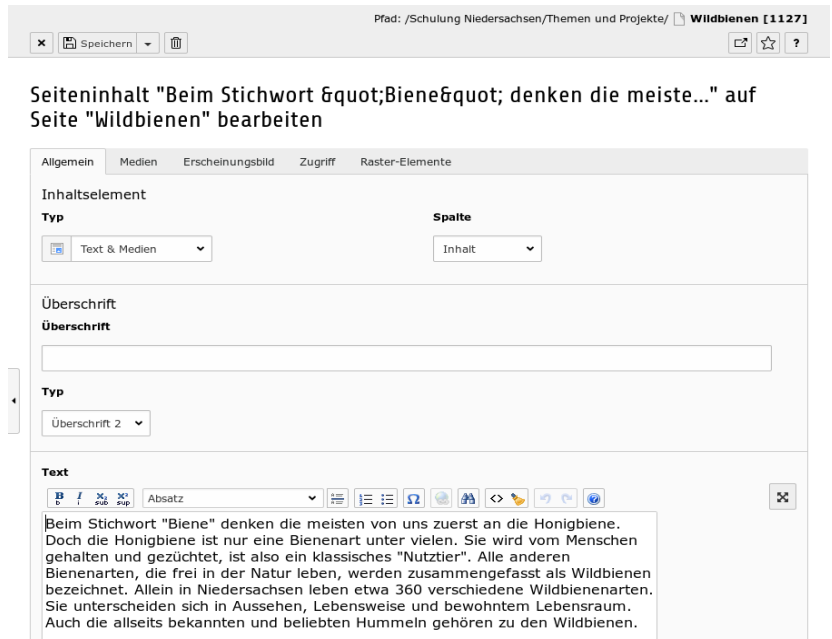 Pfad: /Schulung Niedersachsen/Themen und Projekte/ Wildbienen [1127]
Speichern
?
Seiteninhalt "Beim Stichwort &quot;Biene&quot; denken die meiste..." auf
Seite "Wildbienen" bearbeiten
Allgemein Medien Erscheinungsbild Zugriff Raster-Elemente
Inhaltselement
Typ Spalte
Text & Medien Inhalt
Überschrift
Überschrift
Typ
Überschrift 2
Text
B b I i X₂ sub X² sup Absatz Ω <> ?
Beim Stichwort "Biene" denken die meisten von uns zuerst an die Honigbiene.
Doch die Honigbiene ist nur eine Bienenart unter vielen. Sie wird vom Menschen
gehalten und gezüchtet, ist also ein klassisches "Nutztier". Alle anderen
Bienenarten, die frei in der Natur leben, werden zusammengefasst als Wildbienen
bezeichnet. Allein in Niedersachsen leben etwa 360 verschiedene Wildbienenarten.
Sie unterscheiden sich in Aussehen, Lebensweise und bewohntem Lebensraum.
Auch die allseits bekannten und beliebten Hummeln gehören zu den Wildbienen.